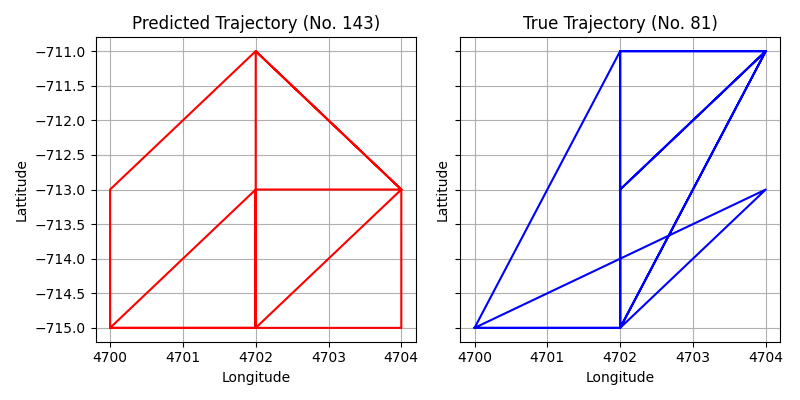 Predicted Trajectory (No. 143)
True Trajectory (No. 81)
−711.0
−711.5
−712.0
−712.5
−713.0
−713.5
−714.0
−714.5
−715.0
Lattitude
Lattitude
4700 4701 4702 4703 4704
4700 4701 4702 4703 4704
Longitude
Longitude